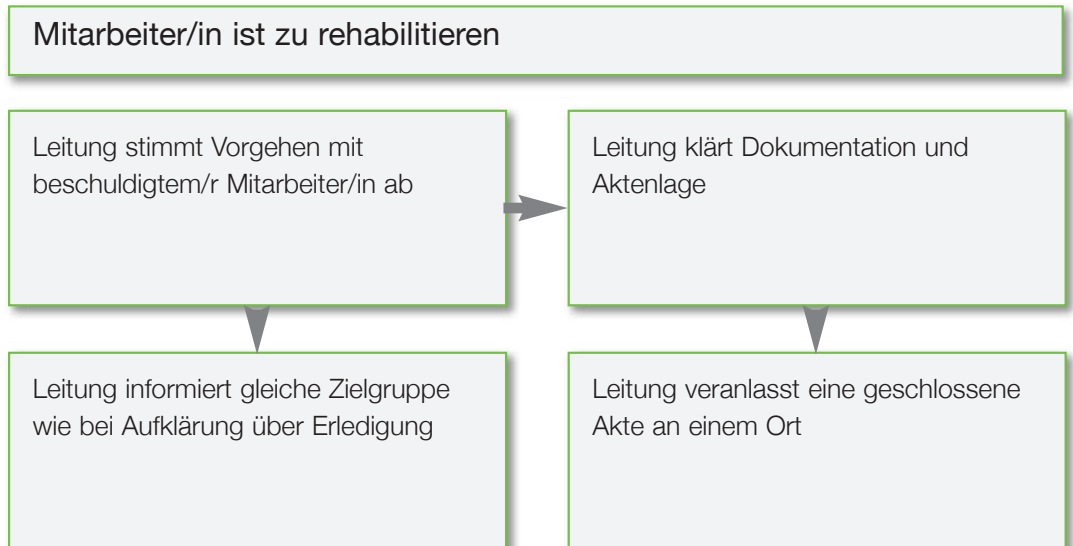 Mitarbeiter/in ist zu rehabilitieren
Leitung stimmt Vorgehen mit
beschuldigtem/r Mitarbeiter/in ab
Leitung klärt Dokumentation und
Aktenlage
Leitung informiert gleiche Zielgruppe
wie bei Aufklärung über Erledigung
Leitung veranlasst eine geschlossene
Akte an einem Ort